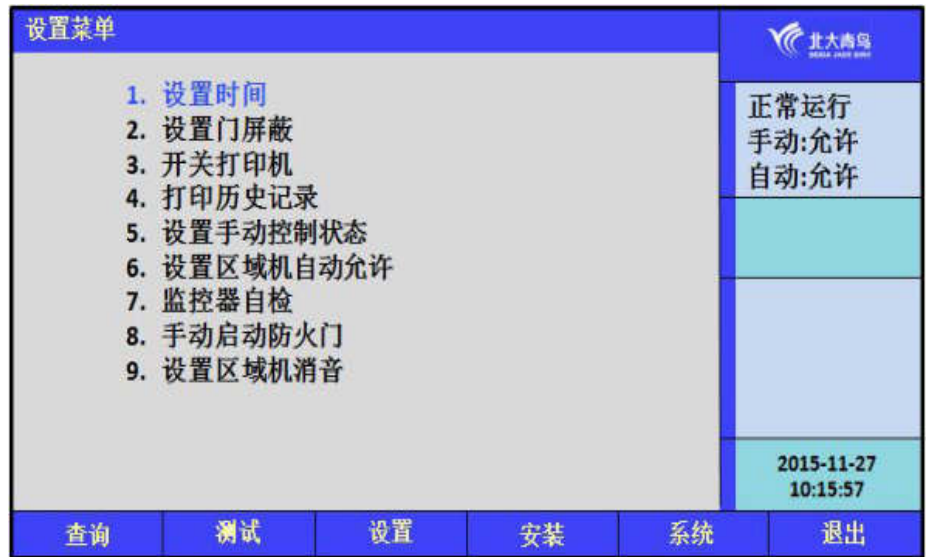 设置菜单
北大青鸟
1. 设置时间
2. 设置门屏蔽
3. 开关打印机
4. 打印历史记录
5. 设置手动控制状态
6. 设置区域机自动允许
7. 监控器自检
8. 手动启动防火门
9. 设置区域机消音
正常运行
手动:允许
自动:允许
2015-11-27
10:15:57
查询 测试 设置 安装 系统 退出